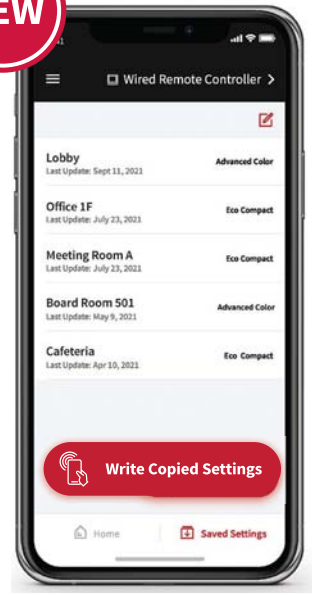 EW
Wired Remote Controller
Lobby
Advanced Color
Last Update: Sept 11, 2021
Office 1F
Eco Compact
Last Update: July 23, 2021
Meeting Room A
Eco Compact
Last Update: July 23, 2021
Board Room 501
Advanced Color
Last Update: May 9, 2021
Cafeteria
Eco Compact
Last Update: Apr 10, 2021
Write Copied Settings
Home
Saved Settings